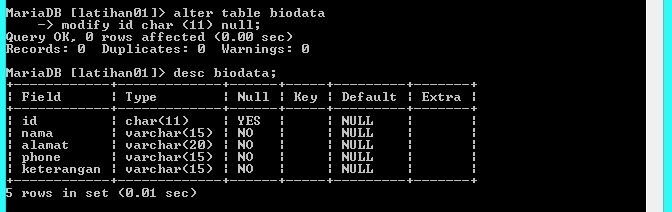 MariaDB [latihan01]> alter table biodata
    -> modify id char (11) null;
Query OK, 0 rows affected (0.00 sec)
Records: 0  Duplicates: 0  Warnings: 0
MariaDB [latihan01]> desc biodata;
+------------+-------------+------+-----+---------+-------+
| Field      | Type        | Null | Key | Default | Extra |
+------------+-------------+------+-----+---------+-------+
| id         | char(11)    | YES  |     | NULL    |       |
| nama       | varchar(15) | NO   |     | NULL    |       |
| alamat     | varchar(20) | NO   |     | NULL    |       |
| phone      | varchar(15) | NO   |     | NULL    |       |
| keterangan | varchar(15) | NO   |     | NULL    |       |
+------------+-------------+------+-----+---------+-------+
5 rows in set (0.01 sec)